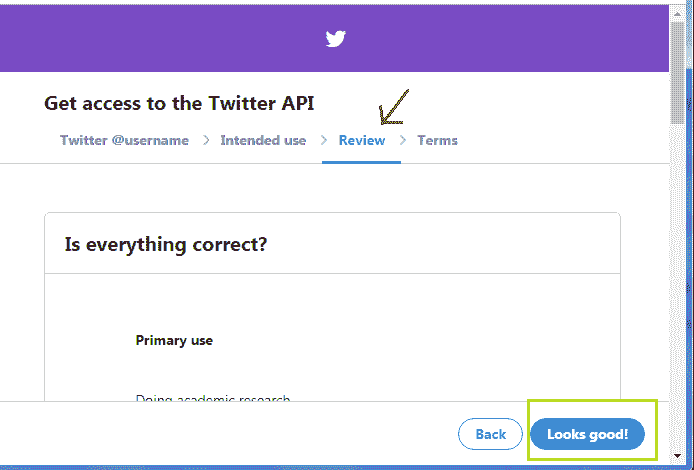 Get access to the Twitter API
Twitter @username > Intended use > Review > Terms
Is everything correct?
Primary use
Doing academic research
Back Looks good!